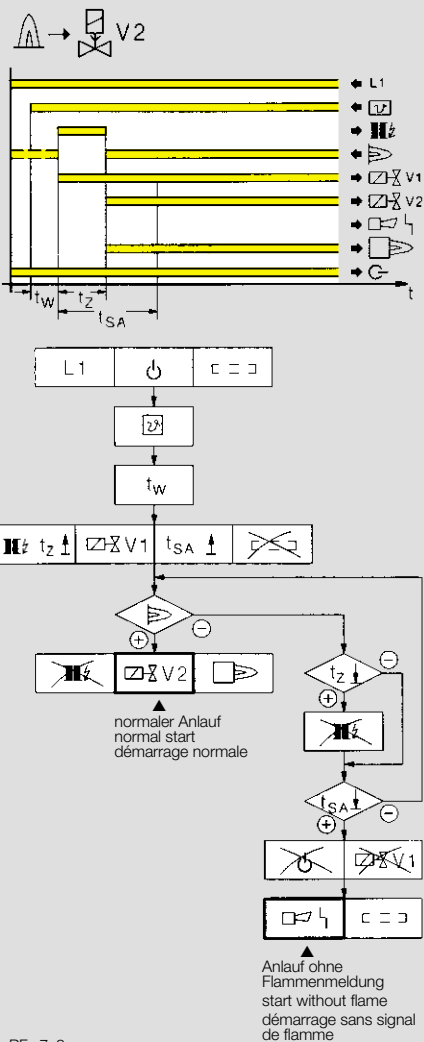 V2
L1
V1
V2
t
tW
tZ
tSA
L1
ϑ
tW
tZ
V1
tSA
V2
tZ
normaler Anlauf
normal start
démarrage normale
tSA
V1
Anlauf ohne
Flammenmeldung
start without flame
démarrage sans signal
de flamme